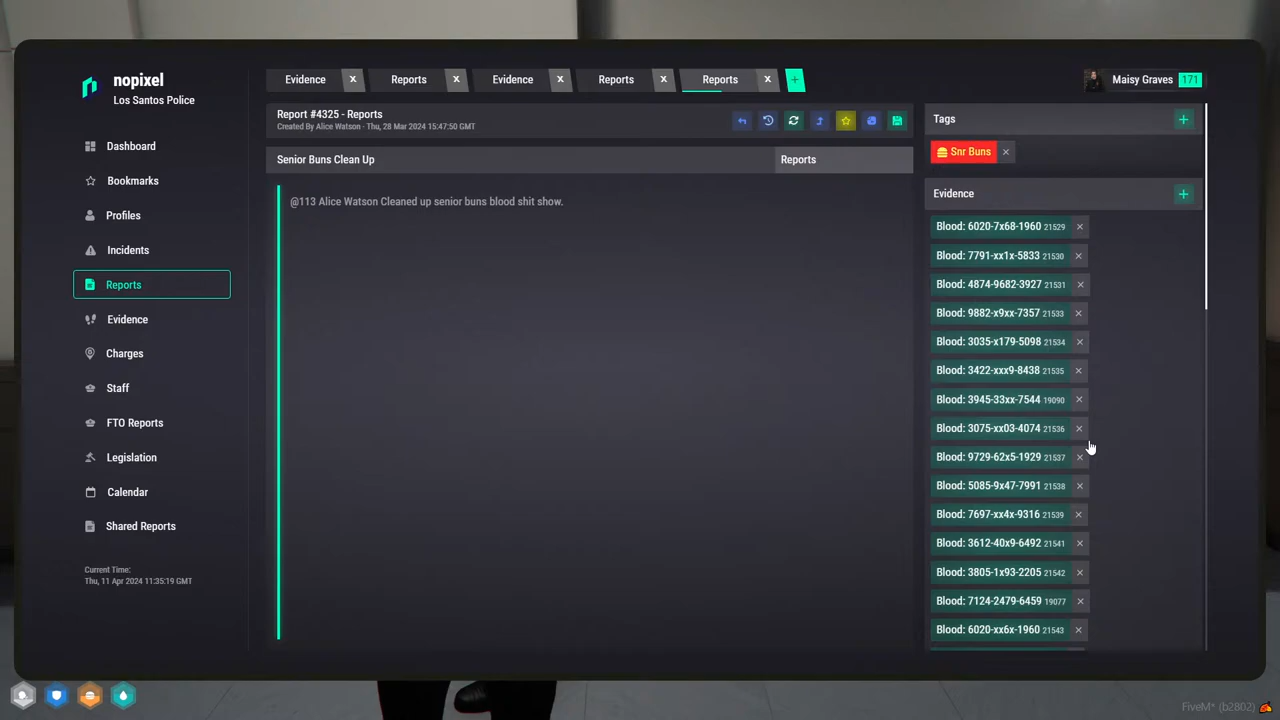 nopixel
Los Santos Police
Evidence x Reports x Evidence x Reports x Reports x +
Maisy Graves 171
Dashboard
Bookmarks
Profiles
Incidents
Reports
Evidence
Charges
Staff
FTO Reports
Legislation
Calendar
Shared Reports
Current Time:
Thu, 11 Apr 2024 11:35:19 GMT
Report #4325 - Reports
Created By Alice Watson - Thu, 28 Mar 2024 15:47:50 GMT
Senior Buns Clean Up
Reports
@113 Alice Watson Cleaned up senior buns blood shit show.
Tags
Snr Buns
Evidence
Blood: 6020-7x68-1960 21529
Blood: 7791-xx1x-5833 21530
Blood: 4874-9682-3927 21531
Blood: 9882-x9xx-7357 21533
Blood: 3035-x179-5098 21534
Blood: 3422-xxx9-8438 21535
Blood: 3945-33xx-7544 19090
Blood: 3075-xx03-4074 21536
Blood: 9729-62x5-1929 21537
Blood: 5085-9x47-7991 21538
Blood: 7697-xx4x-9316 21539
Blood: 3612-40x9-6492 21541
Blood: 3805-1x93-2205 21542
Blood: 7124-2479-6459 19077
Blood: 6020-xx6x-1960 21543
FiveM* (b2802)